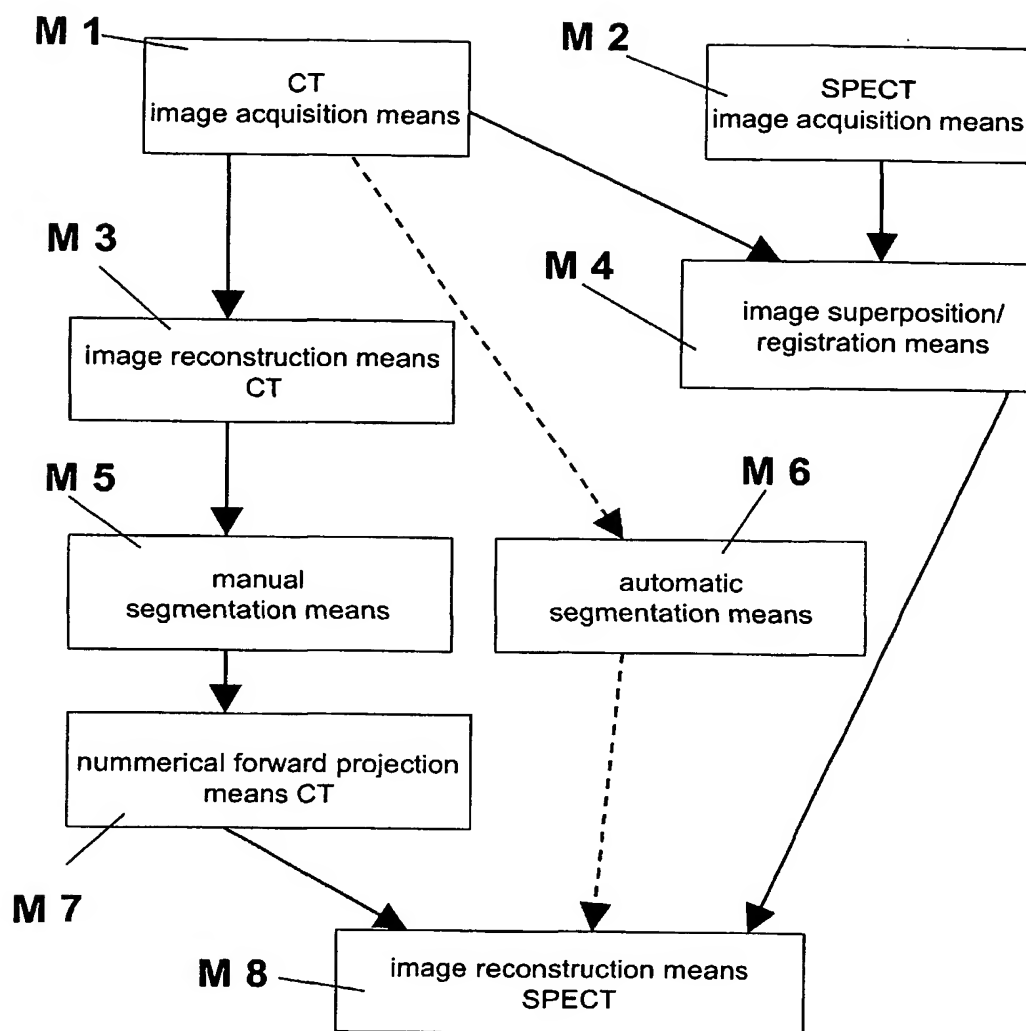 M 1
CT
image acquisition means
M 2
SPECT
image acquisition means
M 3
image reconstruction means
CT
M 4
image superposition/
registration means
M 5
manual
segmentation means
M 6
automatic
segmentation means
nummerical forward projection
means CT
M 7
M 8
image reconstruction means
SPECT